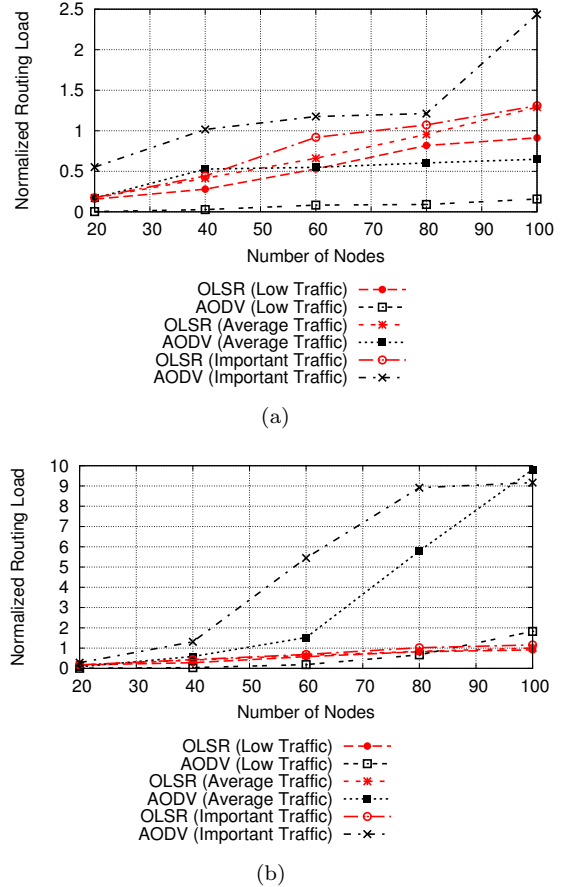 2.5
2
1.5
1
0.5
0
20 30 40 50 60 70 80 90 100
Normalized Routing Load
Number of Nodes
OLSR (Low Traffic)
AODV (Low Traffic)
OLSR (Average Traffic)
AODV (Average Traffic)
OLSR (Important Traffic)
AODV (Important Traffic)
(a)
10
9
8
7
6
5
4
3
2
1
0
20 30 40 50 60 70 80 90 100
Normalized Routing Load
Number of Nodes
OLSR (Low Traffic)
AODV (Low Traffic)
OLSR (Average Traffic)
AODV (Average Traffic)
OLSR (Important Traffic)
AODV (Important Traffic)
(b)